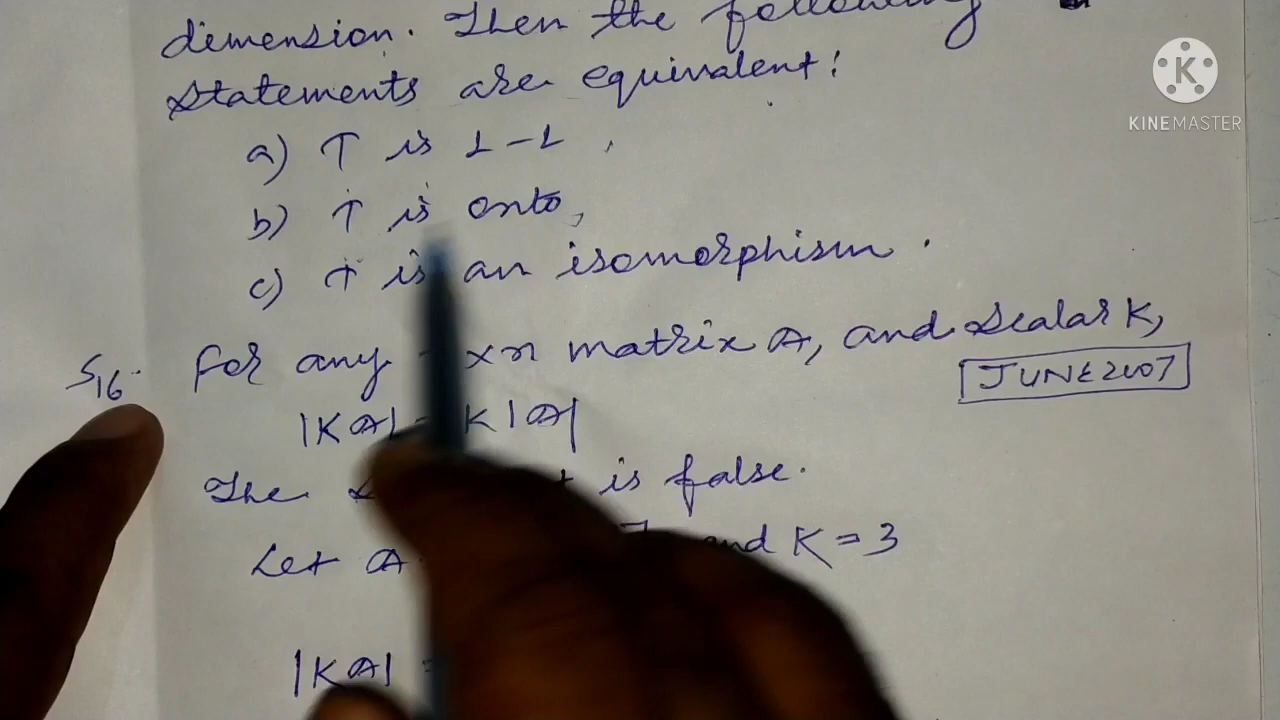 dimension. Then the following
statements are equivalent:
K
KINEMASTER
a) T is 1-1,
b) T is onto,
c) T is an isomorphism.
S16. For any ×n matrix A, and scalar K,
JUNE 2007
|KA| = K|A|
The is false.
Let A and K = 3
|KA| =